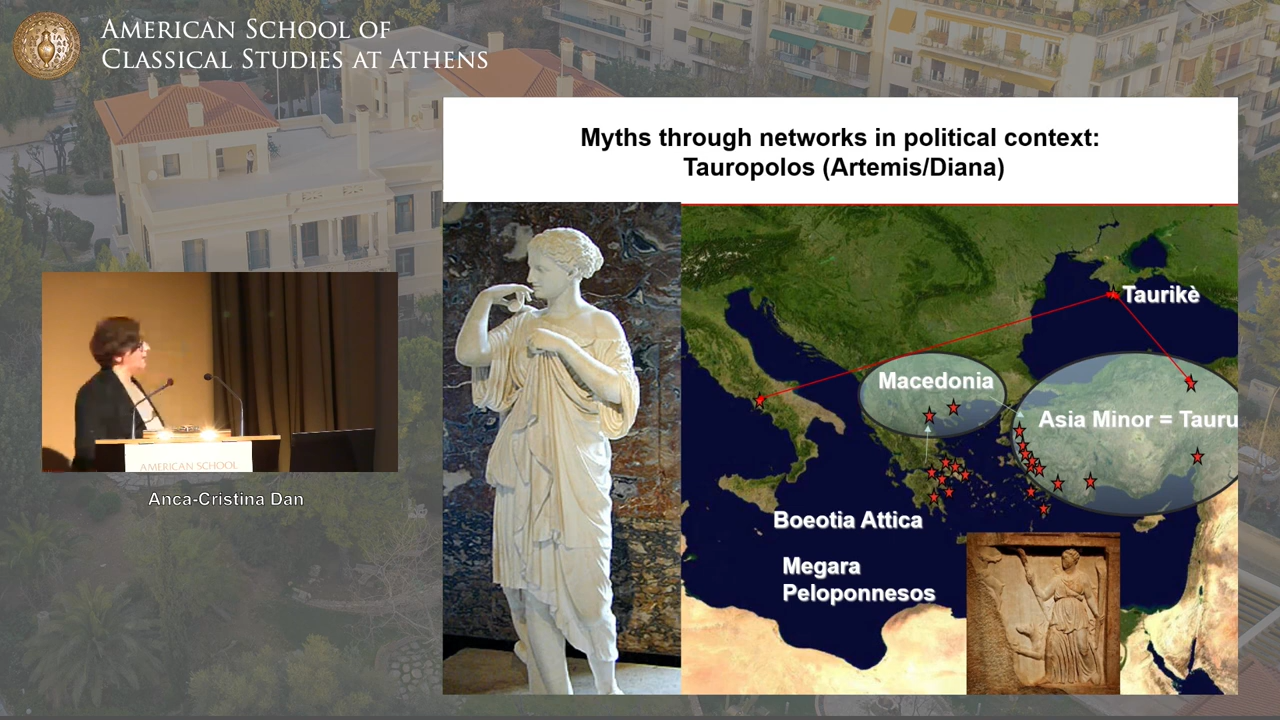 AMERICAN SCHOOL OF
CLASSICAL STUDIES AT ATHENS
Myths through networks in political context:
Tauropolos (Artemis/Diana)
Taurikè
Macedonia
Asia Minor = Tauru
Boeotia Attica
Megara
Peloponnesos
AMERICAN SCHOOL
Anca-Cristina Dan